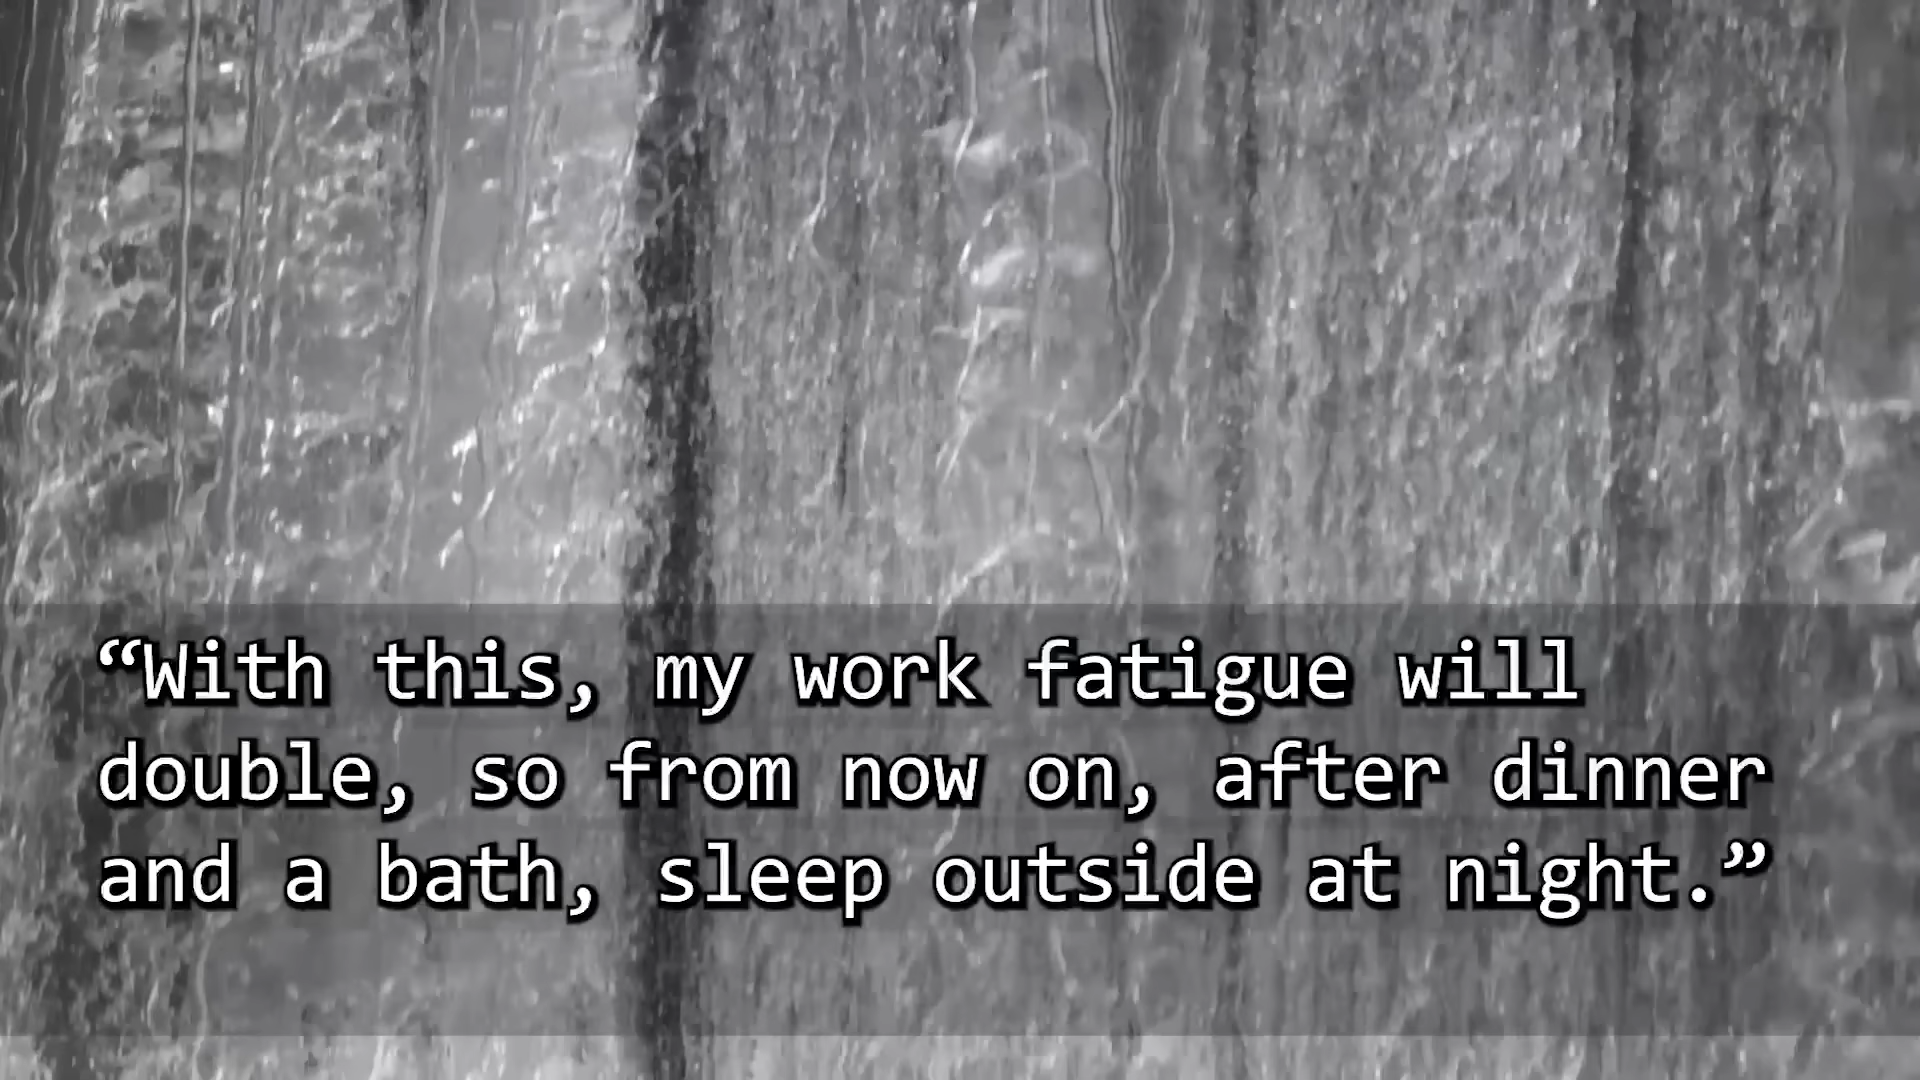 “With this, my work fatigue will
double, so from now on, after dinner
and a bath, sleep outside at night.”